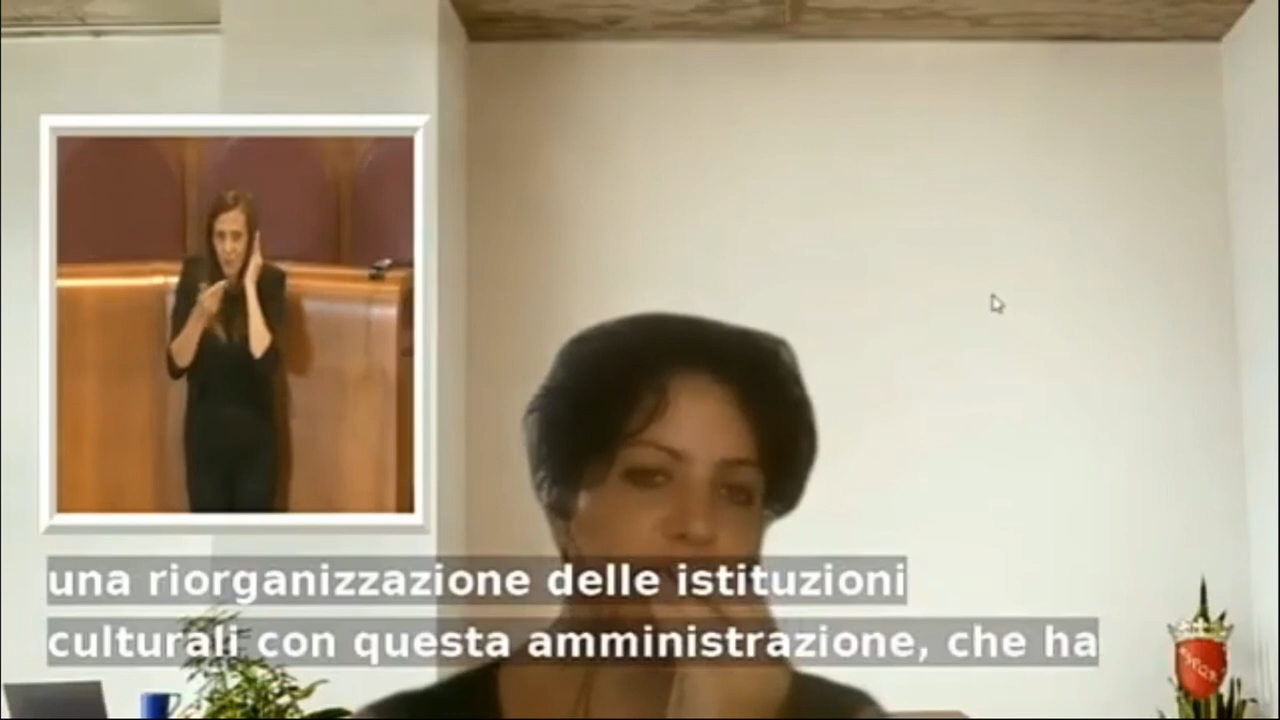 una riorganizzazione delle istituzioni
culturali con questa amministrazione, che ha